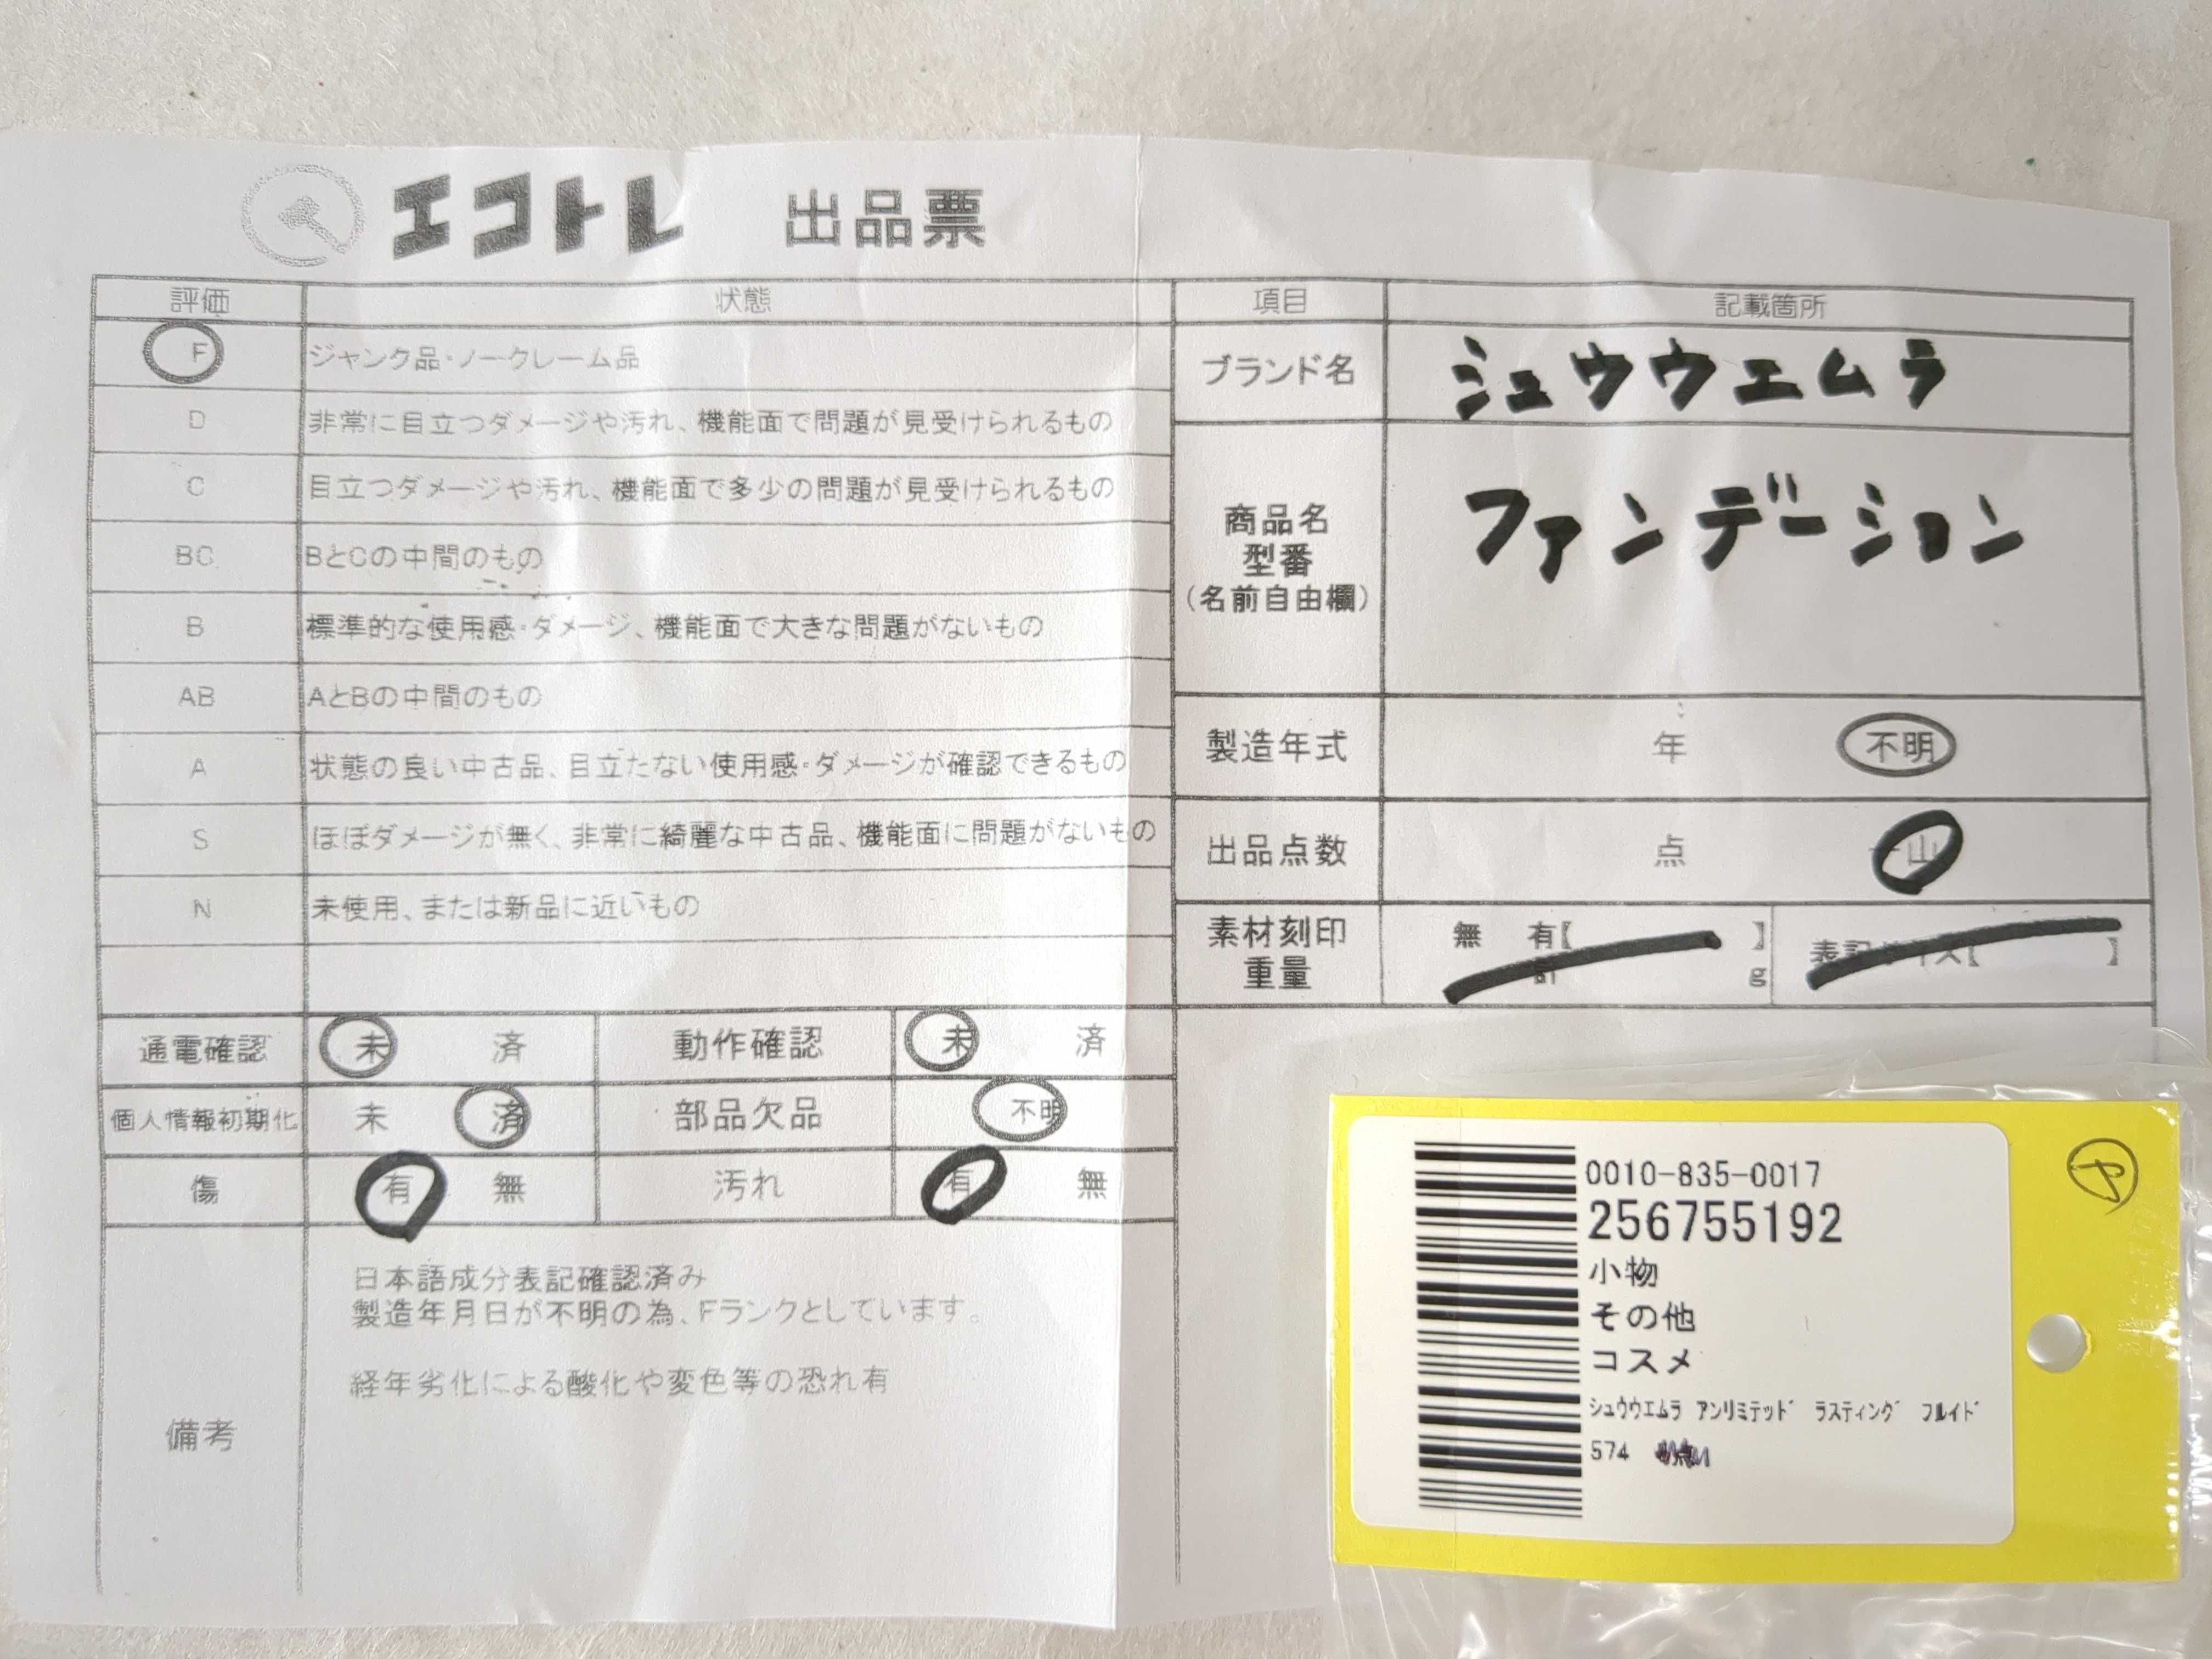 エコトレ 出品票
評価 状態 項目 記載箇所
F ジャンク品・ノークレーム品
D 非常に目立つダメージや汚れ、機能面で問題が見受けられるもの
C 目立つダメージや汚れ、機能面で多少の問題が見受けられるもの
BC BとCの中間のもの
B 標準的な使用感・ダメージ、機能面で大きな問題がないもの
AB AとBの中間のもの
A 状態の良い中古品、目立たない使用感・ダメージが確認できるもの
S ほぼダメージが無く、非常に綺麗な中古品、機能面に問題がないもの
N 未使用、または新品に近いもの
ブランド名 シュウウエムラ
商品名
型番
(名前自由欄)
ファンデーション
製造年式 年 不明
出品点数 点 一山
素材刻印 無 有【 】
重量 計 g
表記サイズ【 】
通電確認 未 済 動作確認 未 済
個人情報初期化 未 済 部品欠品 不明
傷 有 無 汚れ 有 無
備考
日本語成分表記確認済み
製造年月日が不明の為、Fランクとしています。
経年劣化による酸化や変色等の恐れ有
0010-835-0017
256755192
小物
その他
コスメ
シュウウエムラ アンリミテッド ラスティング フルイド
574
や